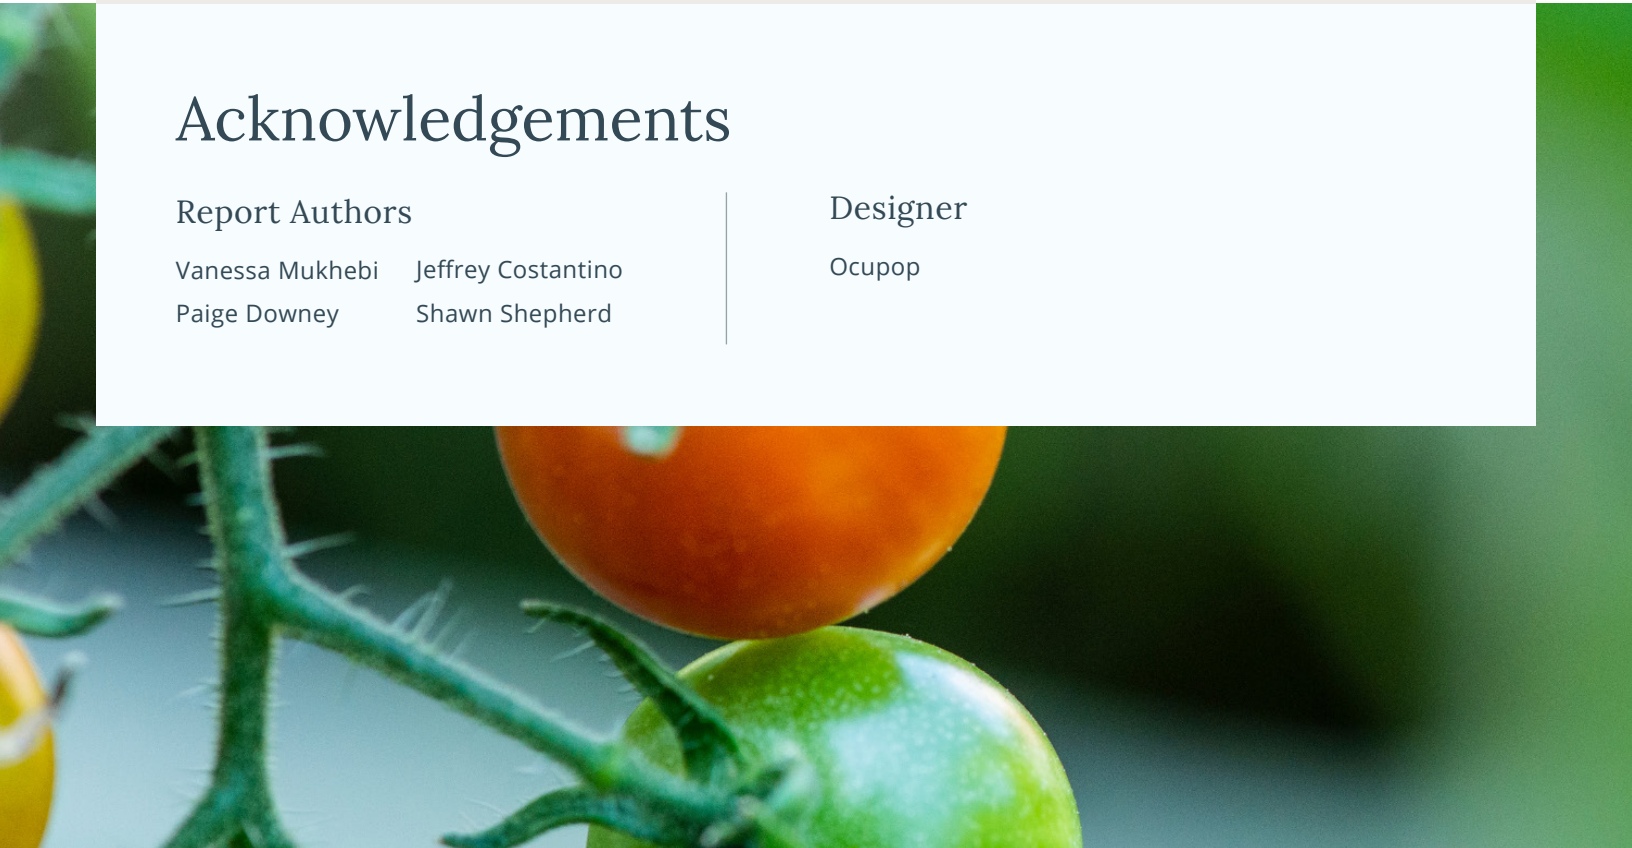 Acknowledgements
Report Authors
Vanessa Mukhebi
Jeffrey Costantino
Paige Downey
Shawn Shepherd
Designer
Ocupop